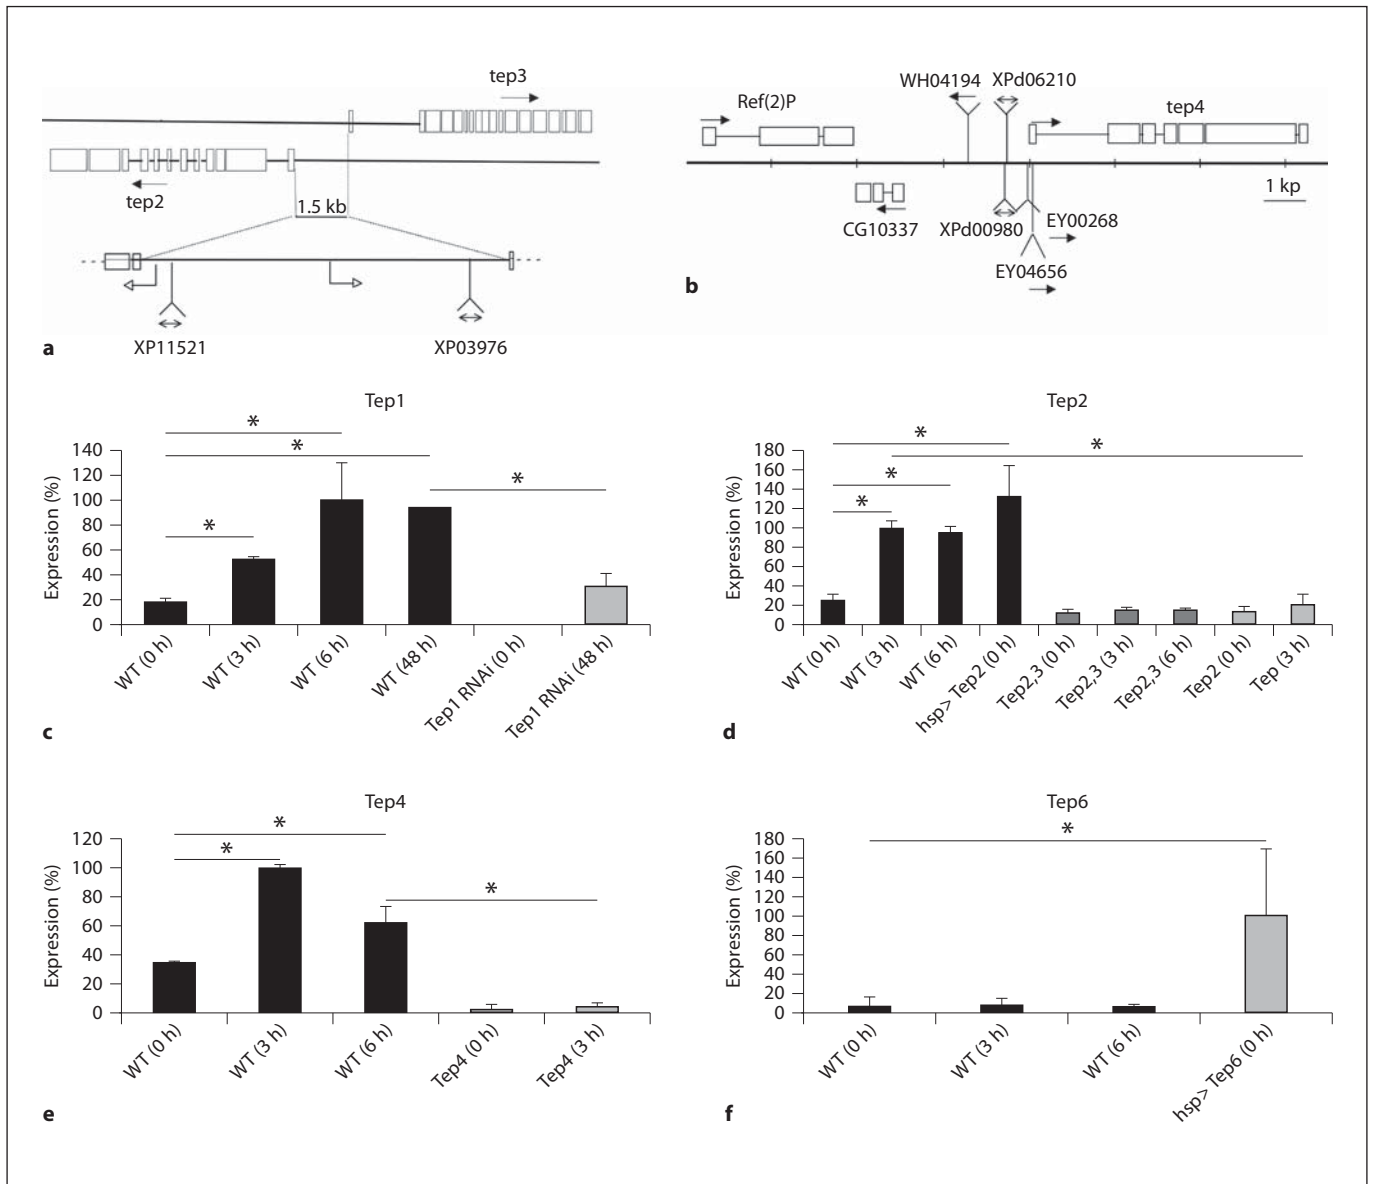 tep3
tep2
1.5 kb
XP11521
XP03976
a
WH04194
XPd06210
Ref(2)P
tep4
1 kp
CG10337
XPd00980
EY00268
EY04656
b
Tep1
Expression (%)
140
120
100
80
60
40
20
0
*
*
*
*
WT (0 h)
WT (3 h)
WT (6 h)
WT (48 h)
Tep1 RNAi (0 h)
Tep1 RNAi (48 h)
c
Tep2
Expression (%)
180
160
140
120
100
80
60
40
20
0
*
*
*
*
WT (0 h)
WT (3 h)
WT (6 h)
hsp> Tep2 (0 h)
Tep2,3 (0 h)
Tep2,3 (3 h)
Tep2,3 (6 h)
Tep2 (0 h)
Tep (3 h)
d
Tep4
Expression (%)
120
100
80
60
40
20
0
*
*
*
WT (0 h)
WT (3 h)
WT (6 h)
Tep4 (0 h)
Tep4 (3 h)
e
Tep6
Expression (%)
180
160
140
120
100
80
60
40
20
0
*
WT (0 h)
WT (3 h)
WT (6 h)
hsp> Tep6 (0 h)
f